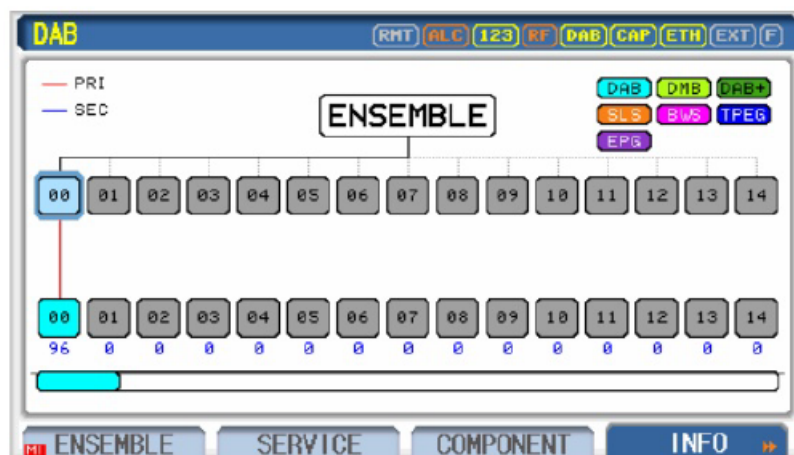 DAB RMT ALC 123 RF DAB CAP ETH EXT F
PRI DAB DMB DAB+
SEC SLS BWS TPEG
ENSEMBLE
EPG
00 01 02 03 04 05 06 07 08 09 10 11 12 13 14
00 01 02 03 04 05 06 07 08 09 10 11 12 13 14
96 0 0 0 0 0 0 0 0 0 0 0 0 0 0
MI ENSEMBLE SERVICE COMPONENT INFO